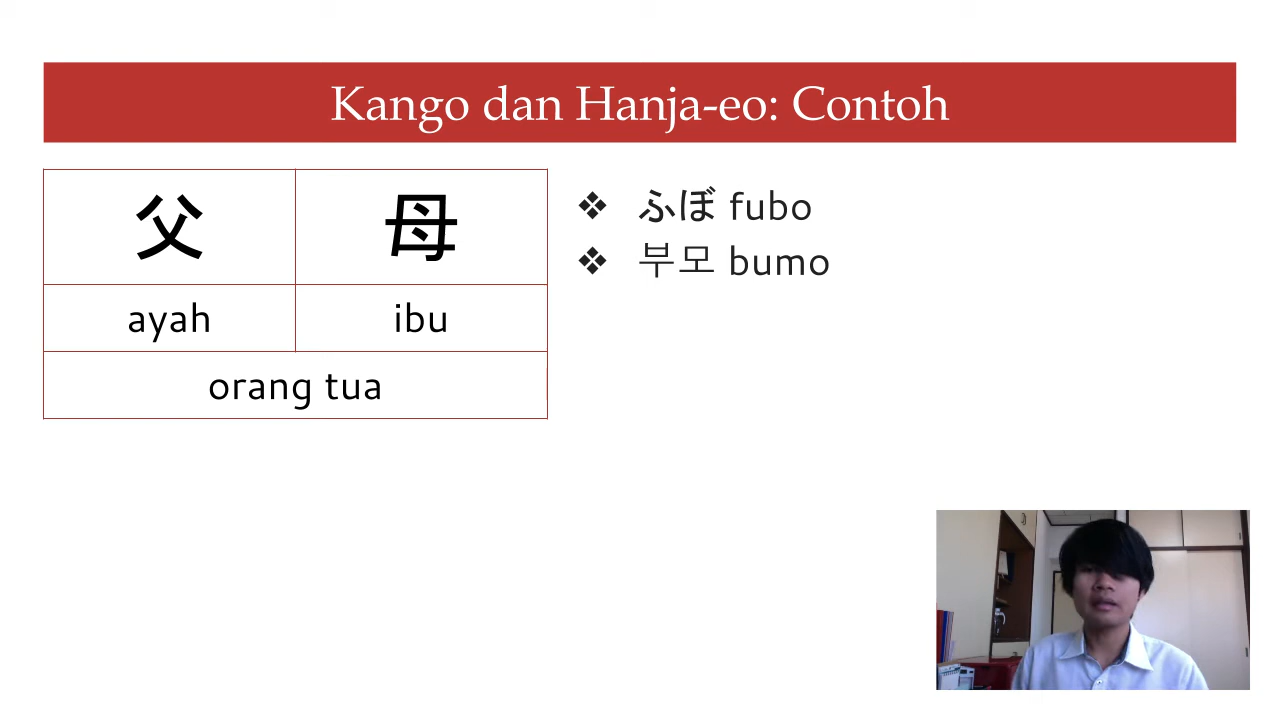 Kango dan Hanja-eo: Contoh
父 母
ayah ibu
orang tua
❖ ふぼ fubo
❖ 부모 bumo